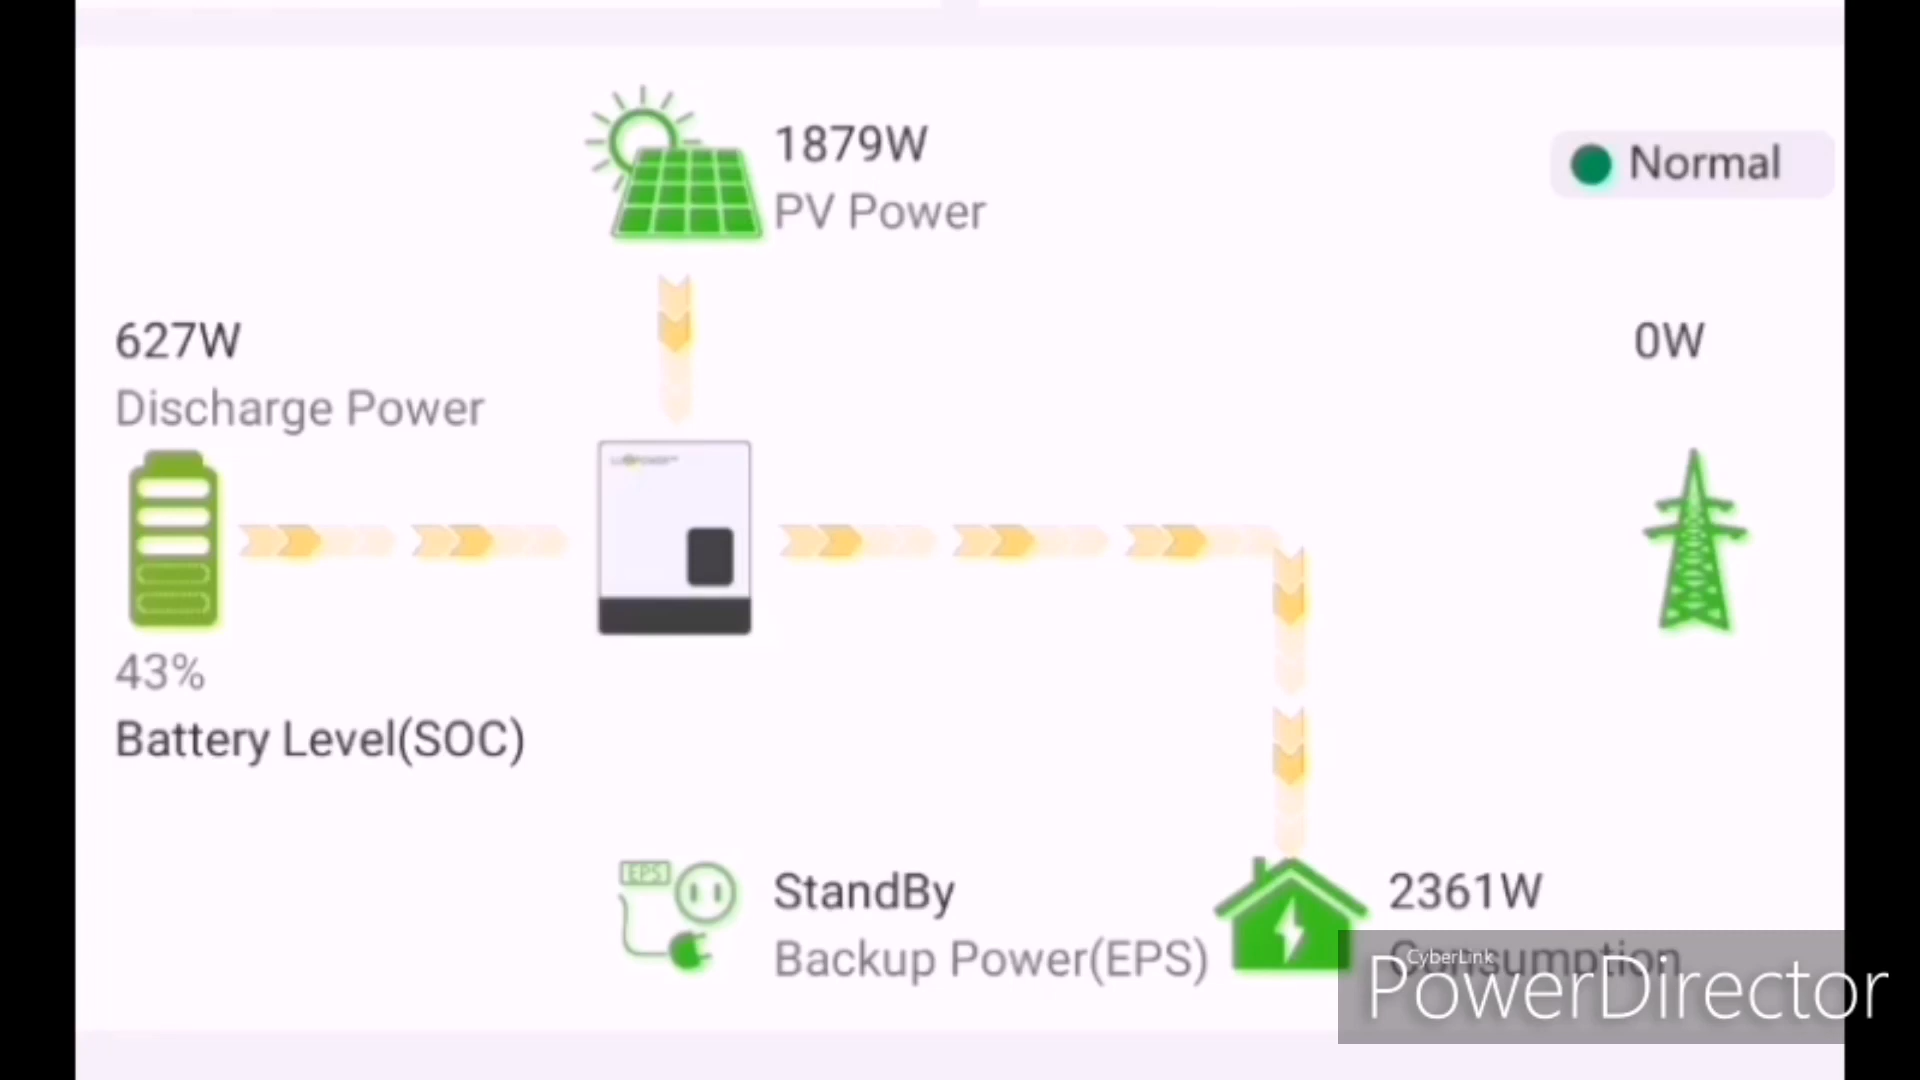 1879W
PV Power
Normal
627W
Discharge Power
0W
43%
Battery Level(SOC)
EPS
StandBy
Backup Power(EPS)
2361W
Consumption
CyberLink
PowerDirector